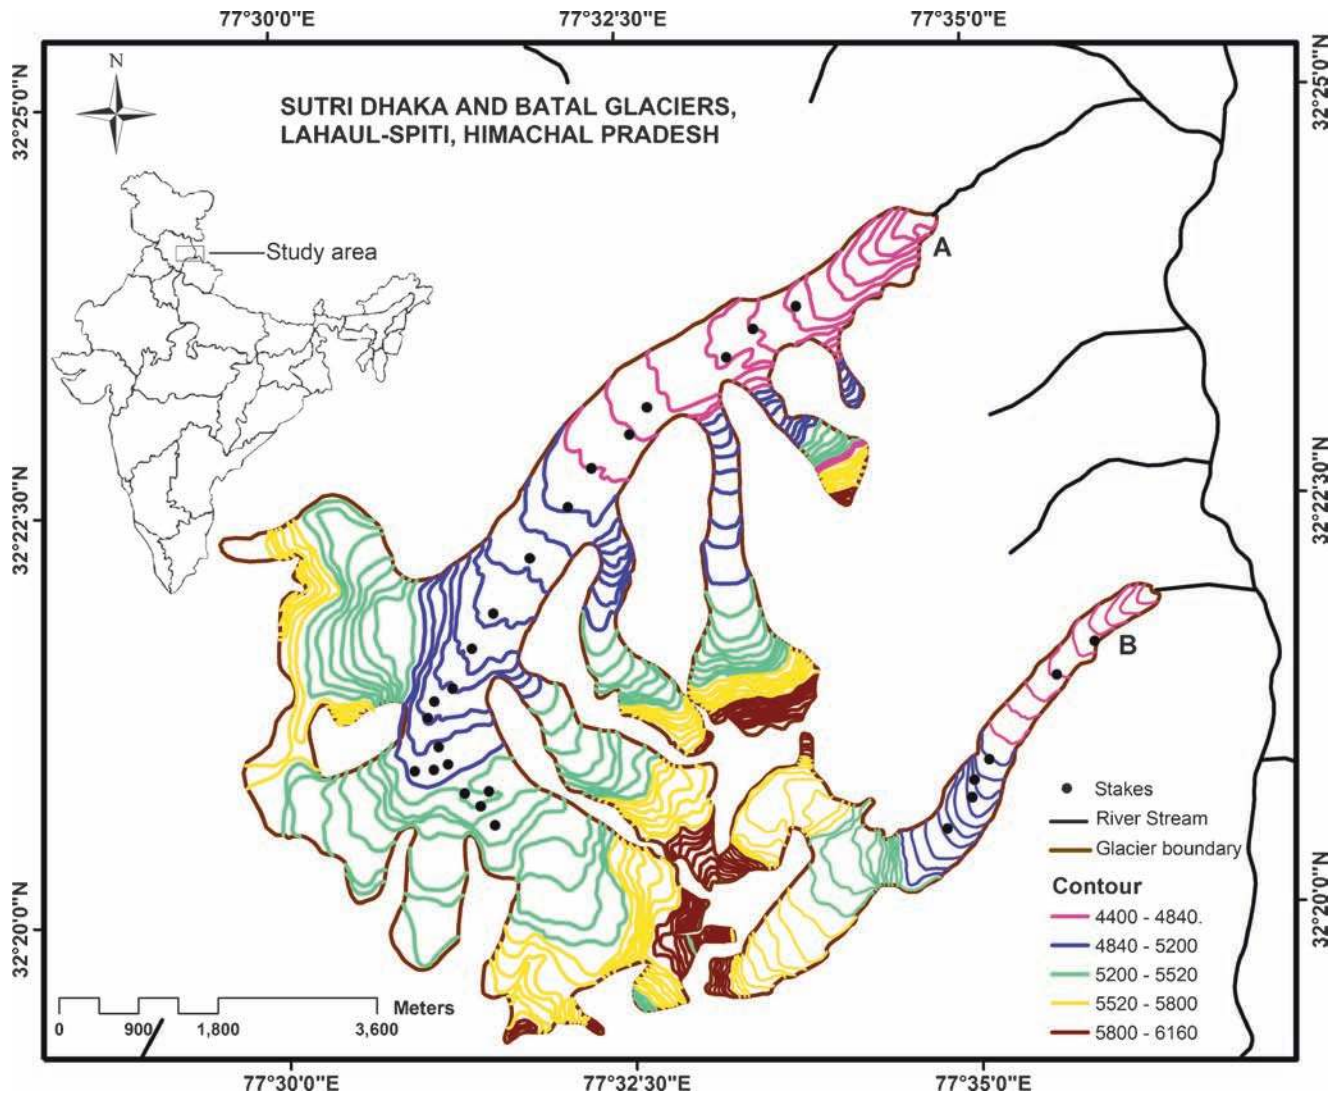 77°30'0"E
77°32'30"E
77°35'0"E
32°25'0"N
32°25'0"N
N
SUTRI DHAKA AND BATAL GLACIERS,
LAHAUL-SPITI, HIMACHAL PRADESH
Study area
A
32°22'30"N
32°22'30"N
B
Stakes
River Stream
Glacier boundary
Contour
4400 - 4840.
4840 - 5200
5200 - 5520
5520 - 5800
5800 - 6160
32°20'0"N
32°20'0"N
Meters
0 900 1,800 3,600
77°30'0"E
77°32'30"E
77°35'0"E